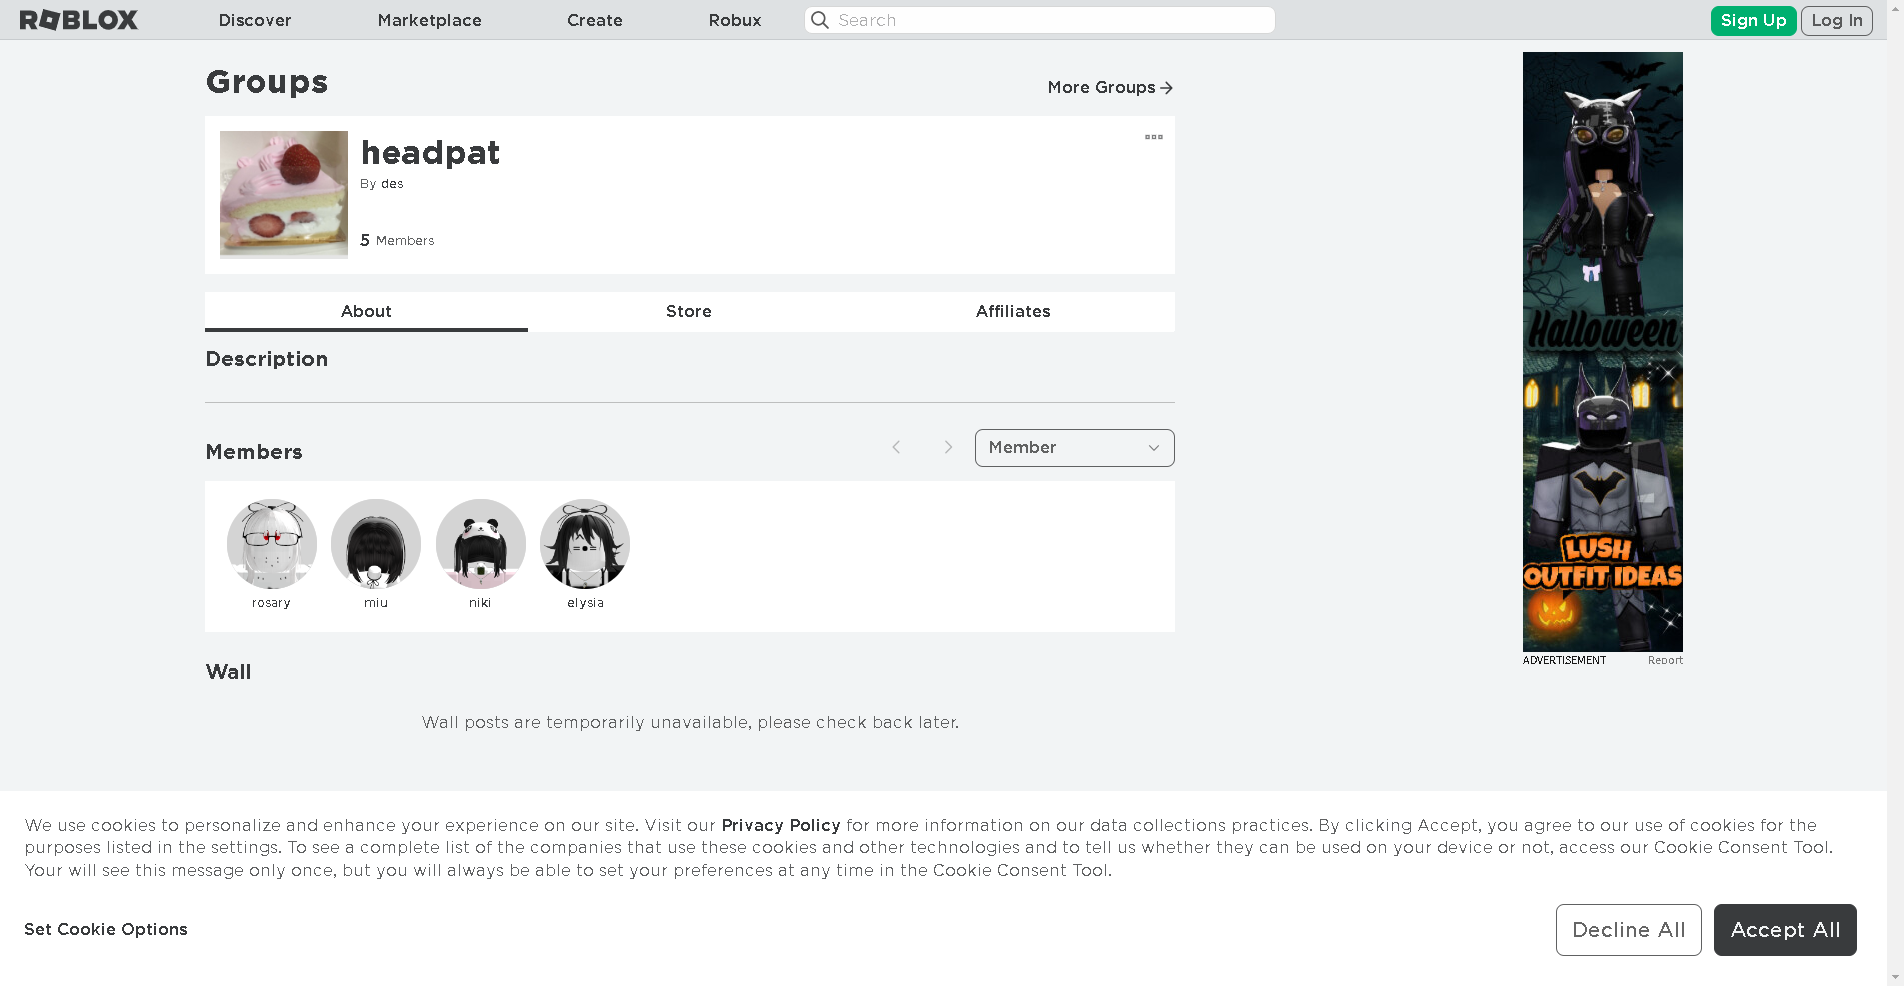 ROBLOX
Discover
Marketplace
Create
Robux
Search
Sign Up
Log In
Groups
More Groups
headpat
By des
5 Members
About
Store
Affiliates
Description
Members
Member
rosary
miu
niki
elysia
Wall
Wall posts are temporarily unavailable, please check back later.
Halloween
LUSH
OUTFIT IDEAS
ADVERTISEMENT
Report
We use cookies to personalize and enhance your experience on our site. Visit our Privacy Policy for more information on our data collections practices. By clicking Accept, you agree to our use of cookies for the
purposes listed in the settings. To see a complete list of the companies that use these cookies and other technologies and to tell us whether they can be used on your device or not, access our Cookie Consent Tool.
Your will see this message only once, but you will always be able to set your preferences at any time in the Cookie Consent Tool.
Set Cookie Options
Decline All
Accept All